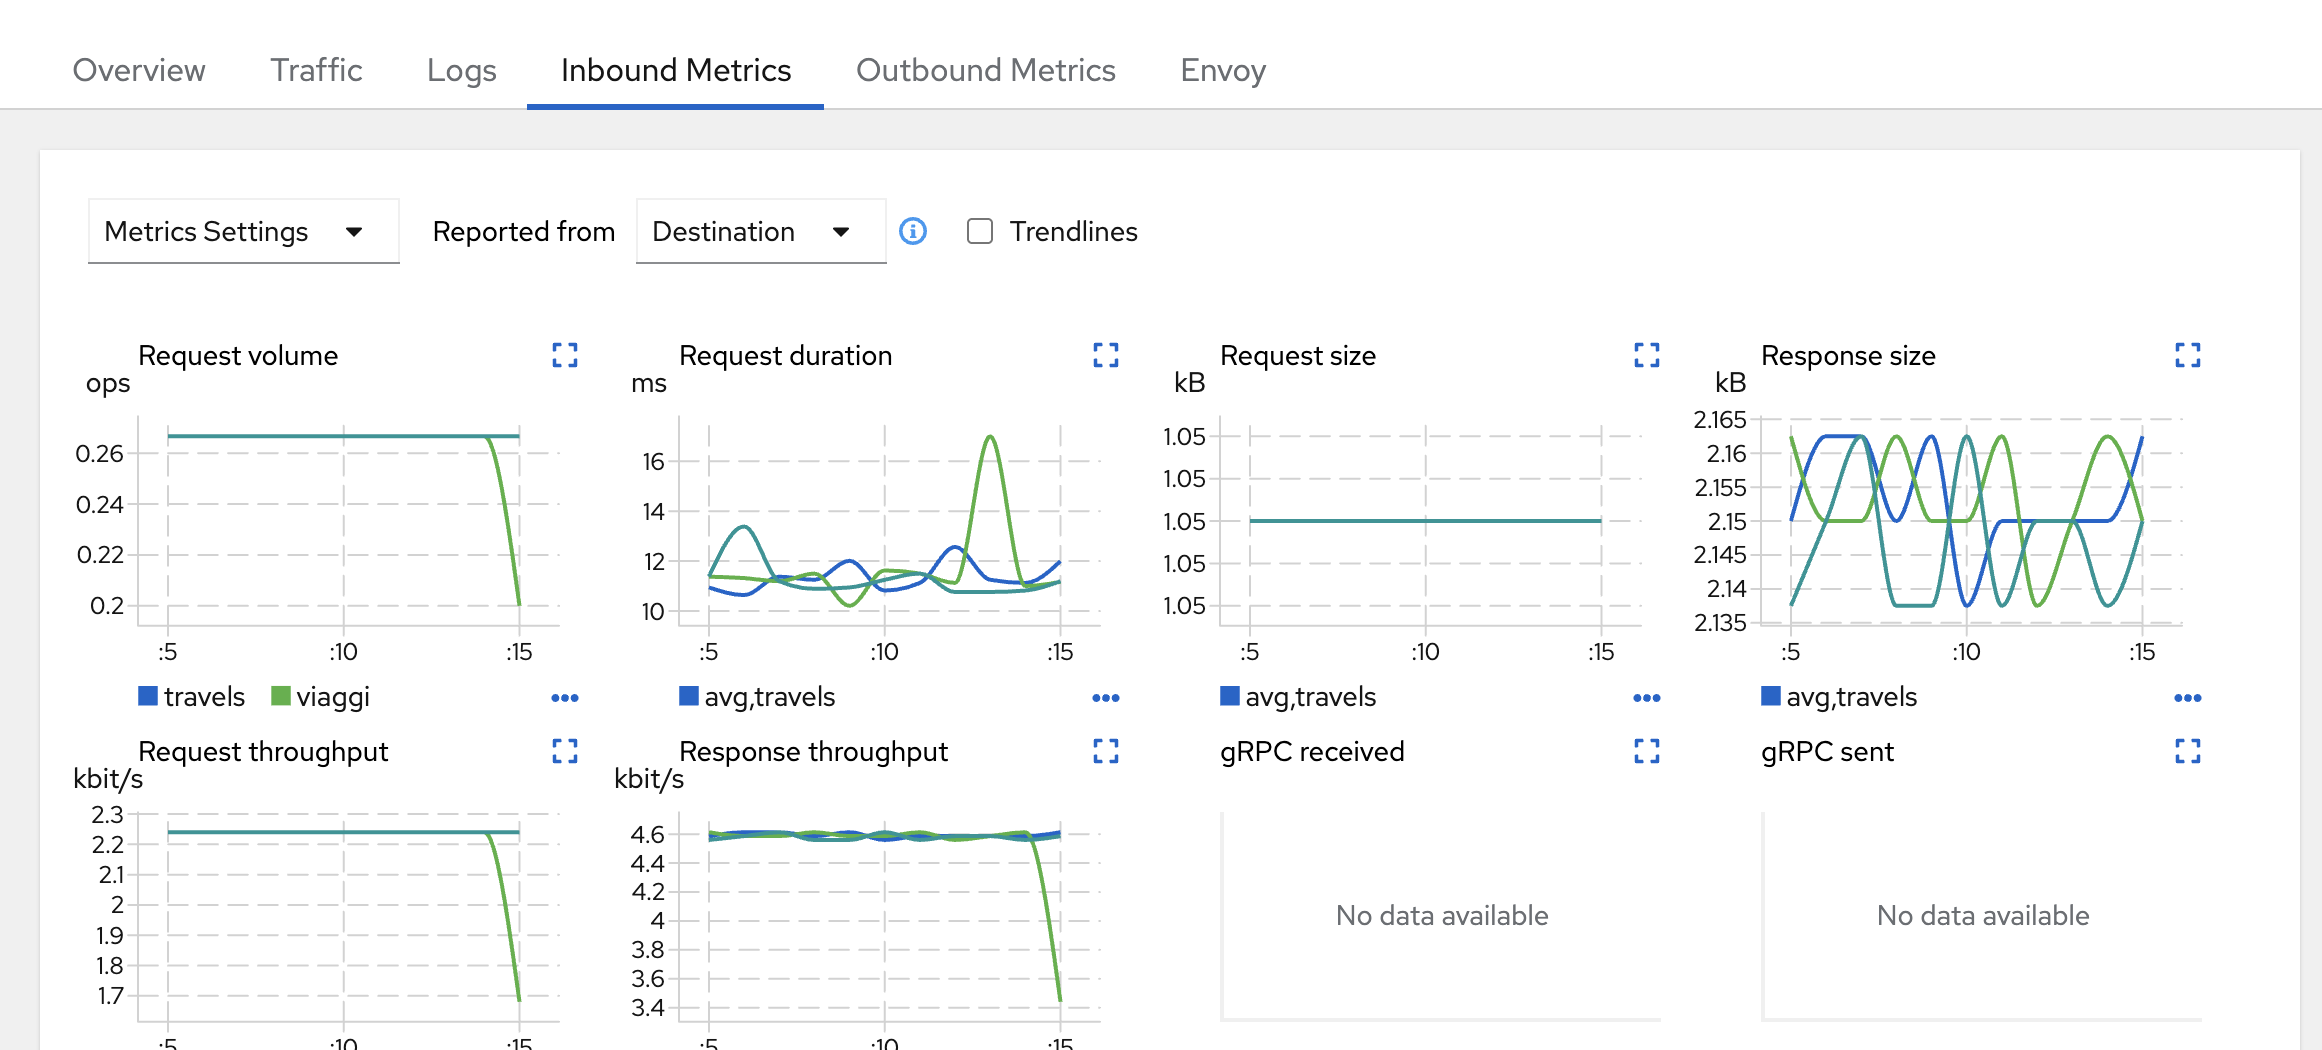 Overview Traffic Logs Inbound Metrics Outbound Metrics Envoy
Metrics Settings Reported from Destination Trendlines
Request volume
ops
0.26
0.24
0.22
0.2
:5 :10 :15
travels viaggi
Request duration
ms
16
14
12
10
:5 :10 :15
avg,travels
Request size
kB
1.05
1.05
1.05
1.05
1.05
:5 :10 :15
avg,travels
Response size
kB
2.165
2.16
2.155
2.15
2.145
2.14
2.135
:5 :10 :15
avg,travels
Request throughput
kbit/s
2.3
2.2
2.1
2
1.9
1.8
1.7
:5 :10 :15
Response throughput
kbit/s
4.6
4.4
4.2
4
3.8
3.6
3.4
:5 :10 :15
gRPC received
No data available
gRPC sent
No data available